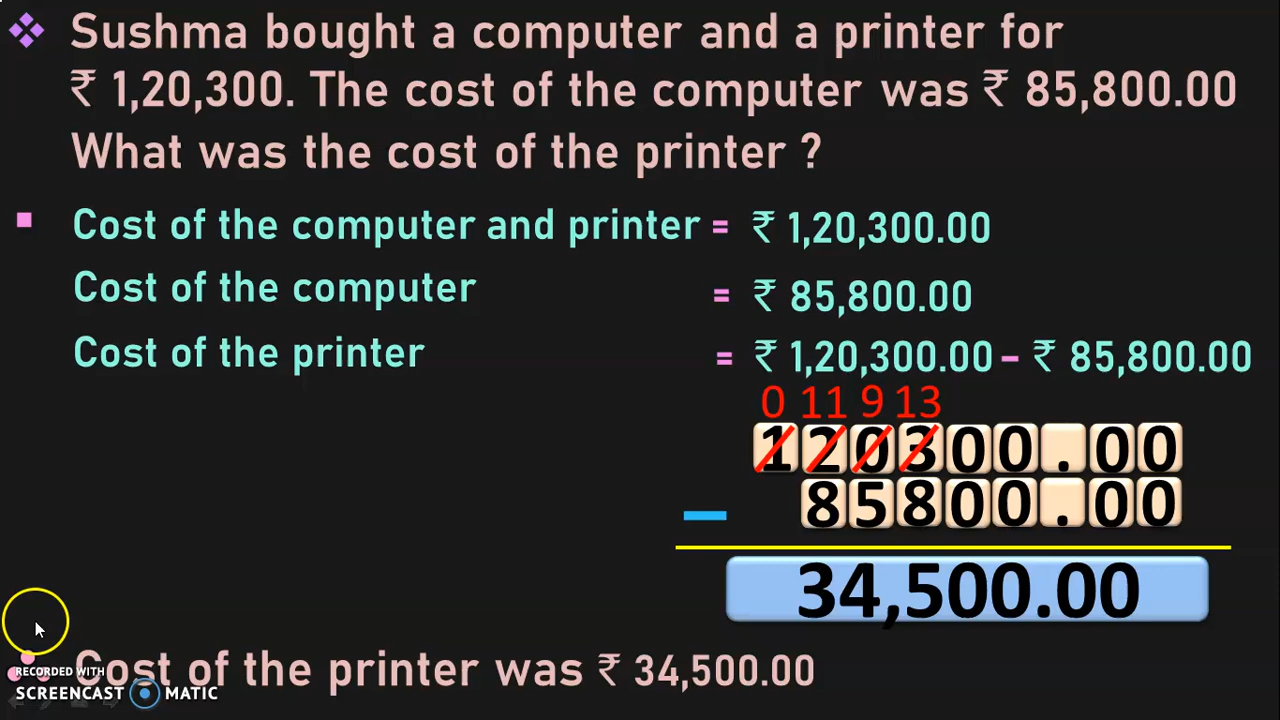 Sushma bought a computer and a printer for
₹ 1,20,300. The cost of the computer was ₹ 85,800.00
What was the cost of the printer ?
Cost of the computer and printer = ₹ 1,20,300.00
Cost of the computer = ₹ 85,800.00
Cost of the printer = ₹ 1,20,300.00 - ₹ 85,800.00
0 11 9 13
120300.00
- 85800.00
34,500.00
∴ Cost of the printer was ₹ 34,500.00
RECORDED WITH
SCREENCAST MATIC